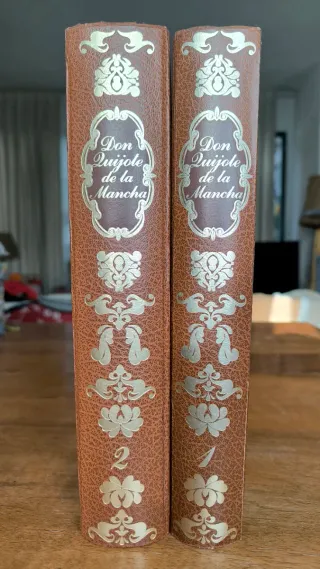 Don
Quijote
de la
Mancha
2
Don
Quijote
de la
Mancha
1